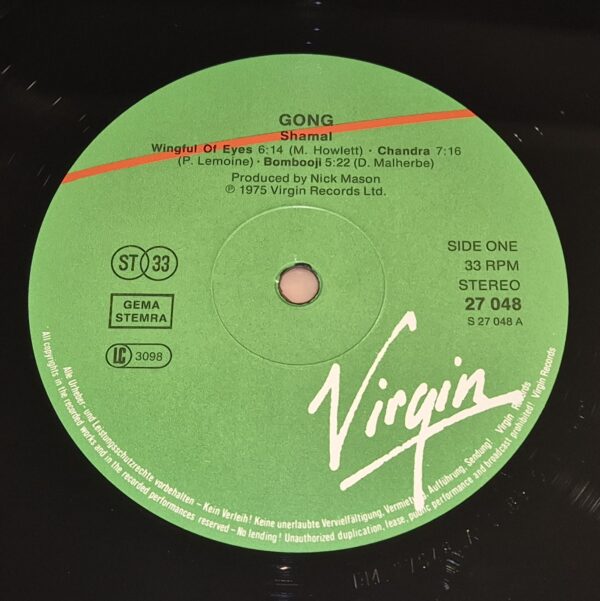 GONG
Shamal
Wingful Of Eyes 6:14 (M. Howlett) · Chandra 7:16
(P. Lemoine) · Bombooji 5:22 (D. Malherbe)
Produced by Nick Mason
℗ 1975 Virgin Records Ltd.
ST 33
GEMA
STEMRA
LC 3098
SIDE ONE
33 RPM
STEREO
27 048
S 27 048 A
Virgin
Alle Urheber- und Leistungsschutzrechte vorbehalten – Kein Verleih! Keine unerlaubte Vervielfältigung, Vermietung, Aufführung, Sendung! Virgin Records
All copyrights in the recorded works and in the recorded performances reserved – No lending! Unauthorized duplication, lease, public performance and broadcast prohibited! Virgin Records